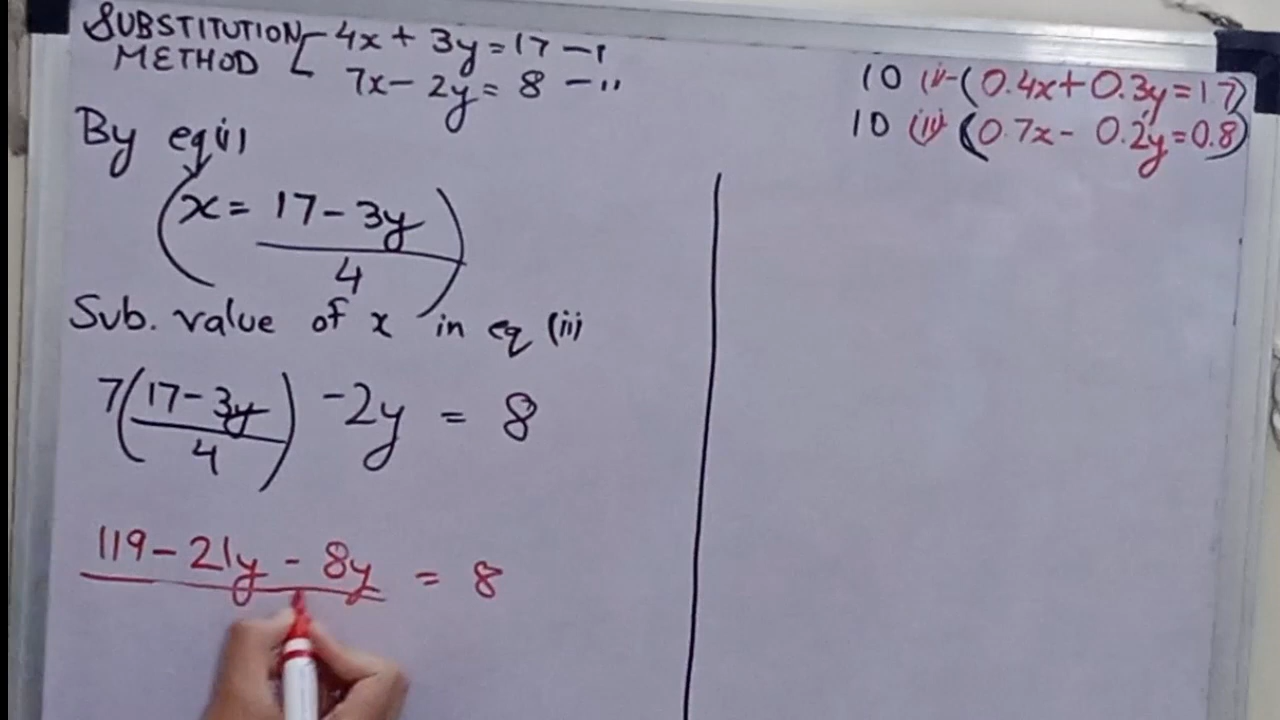 SUBSTITUTION 4x + 3y = 17 - i
METHOD 7x - 2y = 8 - ii
10 (i) - (0.4x + 0.3y = 1.7)
10 (ii) (0.7x - 0.2y = 0.8)
By eq(i)
(x = 17 - 3y
4)
Sub. value of x in eq (ii)
7(17 - 3y
4) - 2y = 8
119 - 21y - 8y = 8